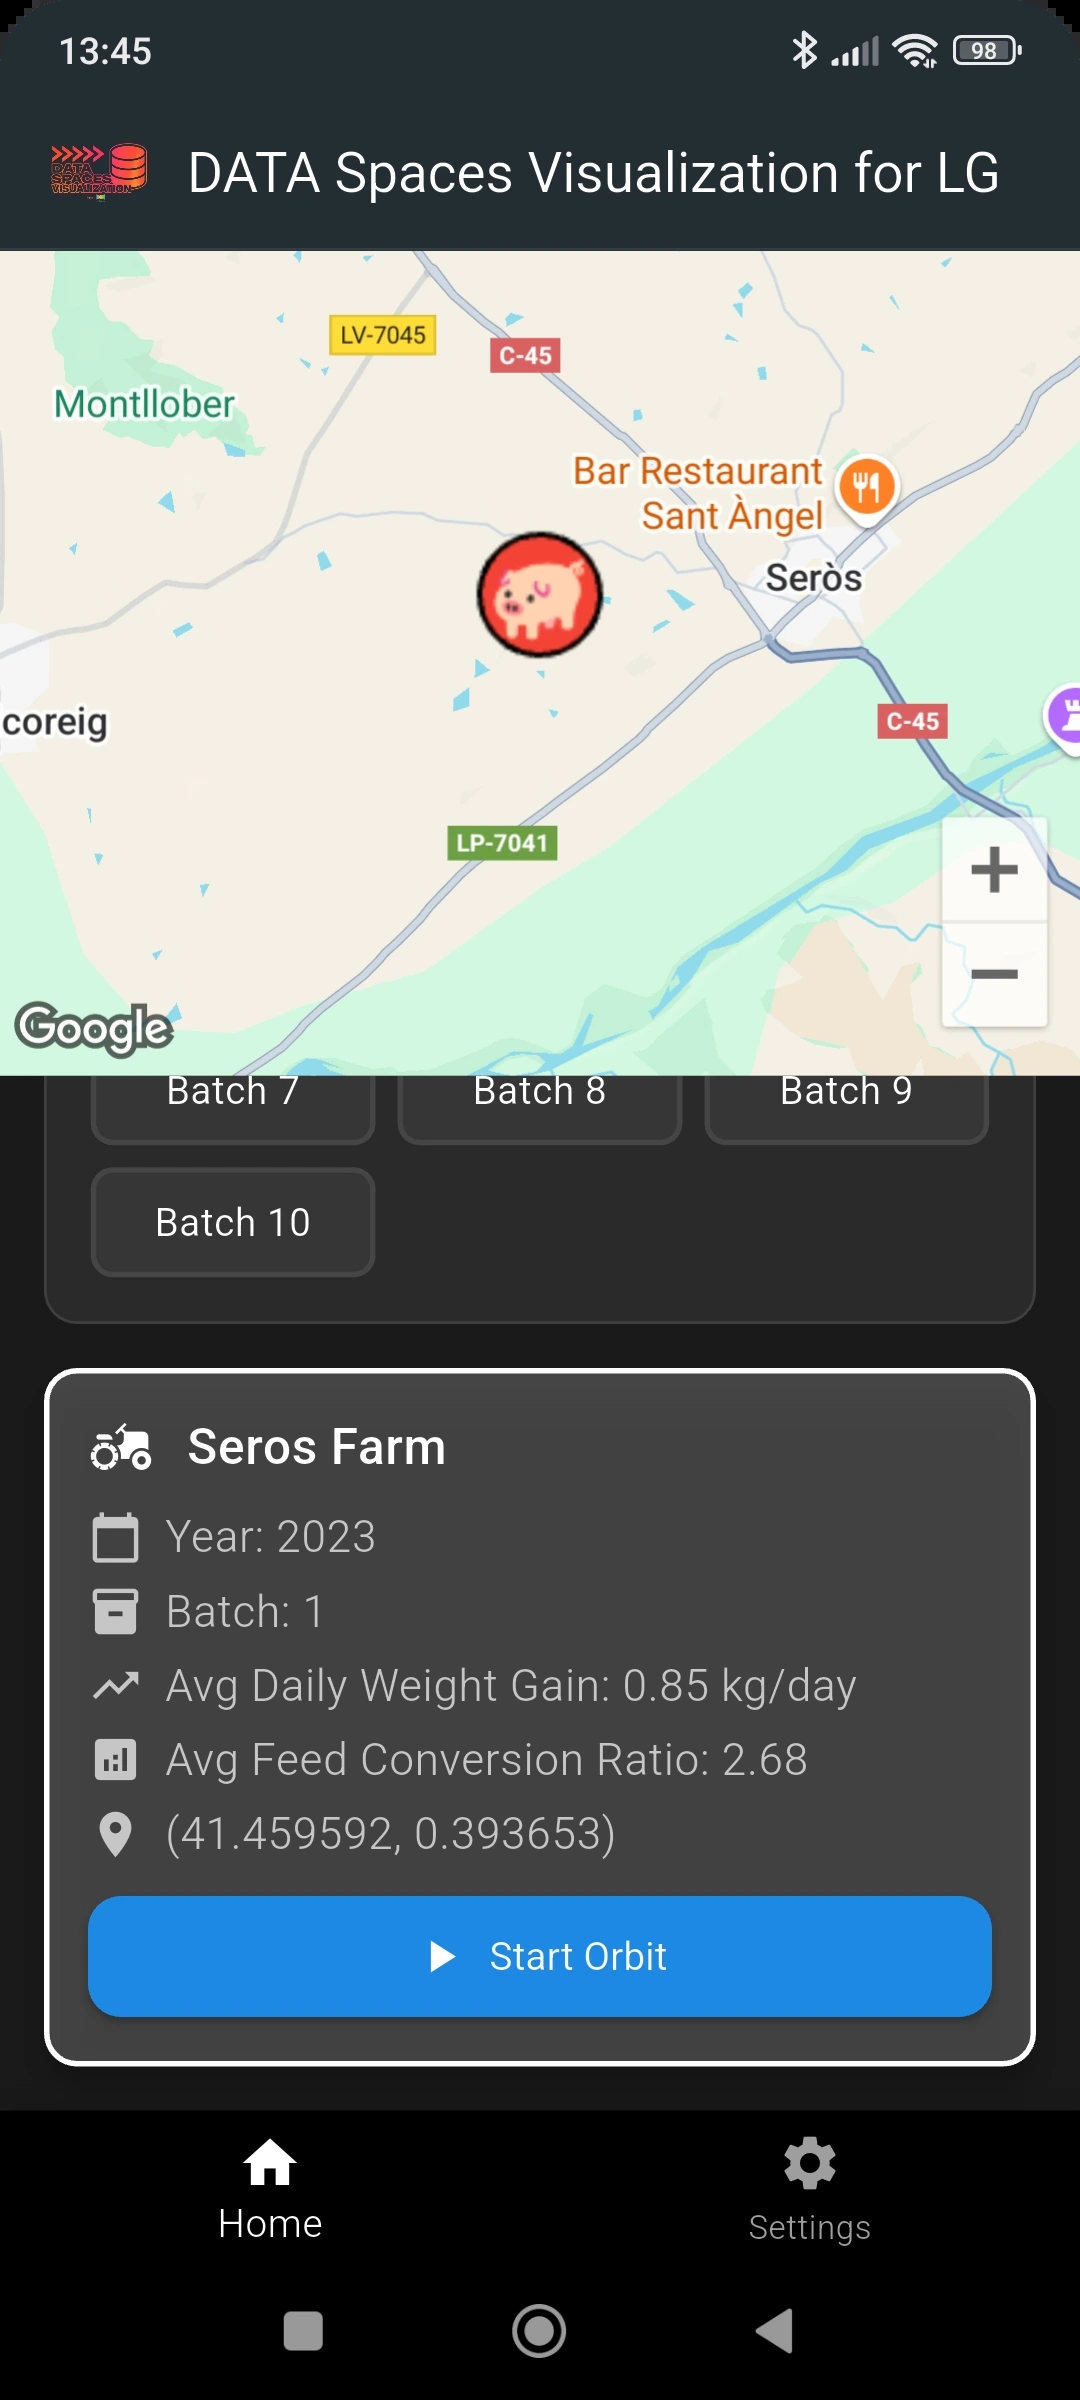 13:45
98
DATA
SPACES
VISUALIZATION
DATA Spaces Visualization for LG
LV-7045
C-45
Montllober
Bar Restaurant
Sant Àngel
Seròs
coreig
C-45
LP-7041
+
−
Google
Batch 7
Batch 8
Batch 9
Batch 10
Seros Farm
Year: 2023
Batch: 1
Avg Daily Weight Gain: 0.85 kg/day
Avg Feed Conversion Ratio: 2.68
(41.459592, 0.393653)
Start Orbit
Home
Settings